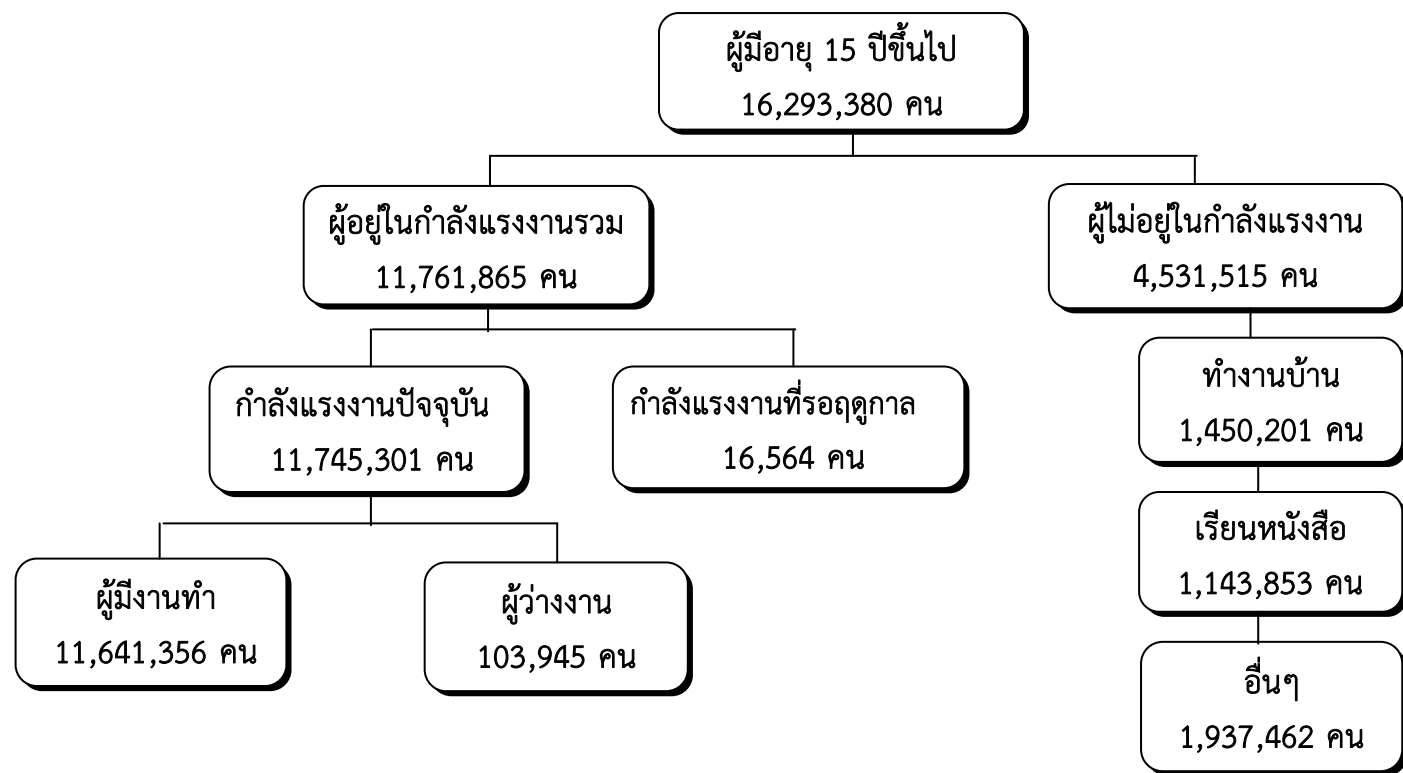 ผู้มีอายุ 15 ปีขึ้นไป
16,293,380 คน
ผู้อยู่ในกำลังแรงงานรวม
11,761,865 คน
ผู้ไม่อยู่ในกำลังแรงงาน
4,531,515 คน
กำลังแรงงานปัจจุบัน
11,745,301 คน
กำลังแรงงานที่รอฤดูกาล
16,564 คน
ผู้มีงานทำ
11,641,356 คน
ผู้ว่างงาน
103,945 คน
ทำงานบ้าน
1,450,201 คน
เรียนหนังสือ
1,143,853 คน
อื่นๆ
1,937,462 คน